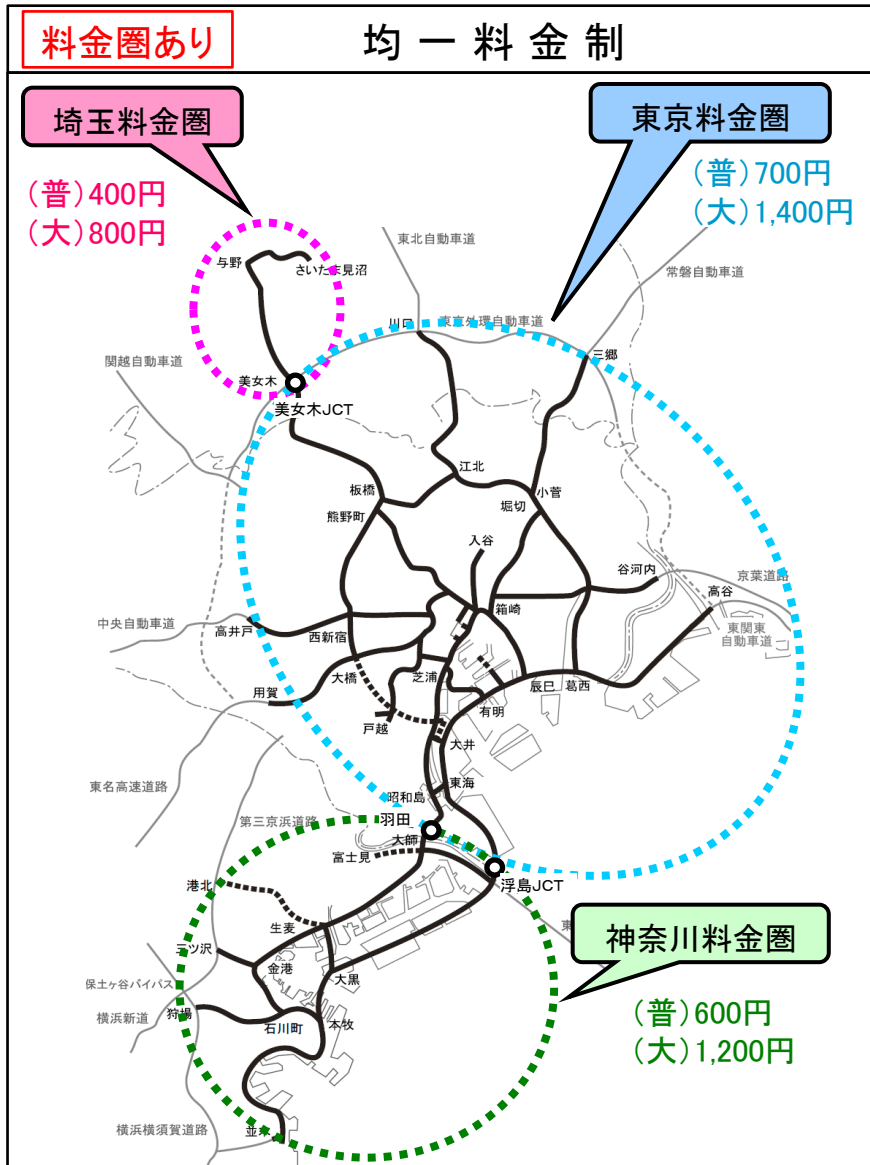 料金圏あり
均一料金制
埼玉料金圏
(普)400円
(大)800円
東京料金圏
(普)700円
(大)1,400円
東北自動車道
常磐自動車道
与野
さいたま見沼
川口
東京外環自動車道
三郷
関越自動車道
美女木
美女木JCT
江北
板橋
小菅
堀切
熊野町
入谷
谷河内
京葉道路
高谷
箱崎
中央自動車道
高井戸
西新宿
東関東
自動車道
大橋
芝浦
用賀
辰巳
葛西
有明
戸越
大井
東名高速道路
東海
昭和島
第三京浜道路
羽田
大師
富士見
浮島JCT
港北
東
生麦
三ツ沢
金港
大黒
保土ヶ谷バイパス
狩場
横浜新道
石川町
本牧
神奈川料金圏
(普)600円
(大)1,200円
横浜横須賀道路
並木